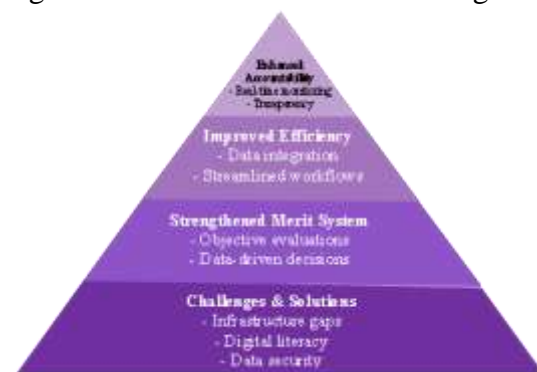 Enhanced
Accountability
- Real-time monitoring
- Transparency
Improved Efficiency
- Data integration
- Streamlined workflows
Strengthened Merit System
- Objective evaluations
- Data-driven decisions
Challenges & Solutions
- Infrastructure gaps
- Digital literacy
- Data security